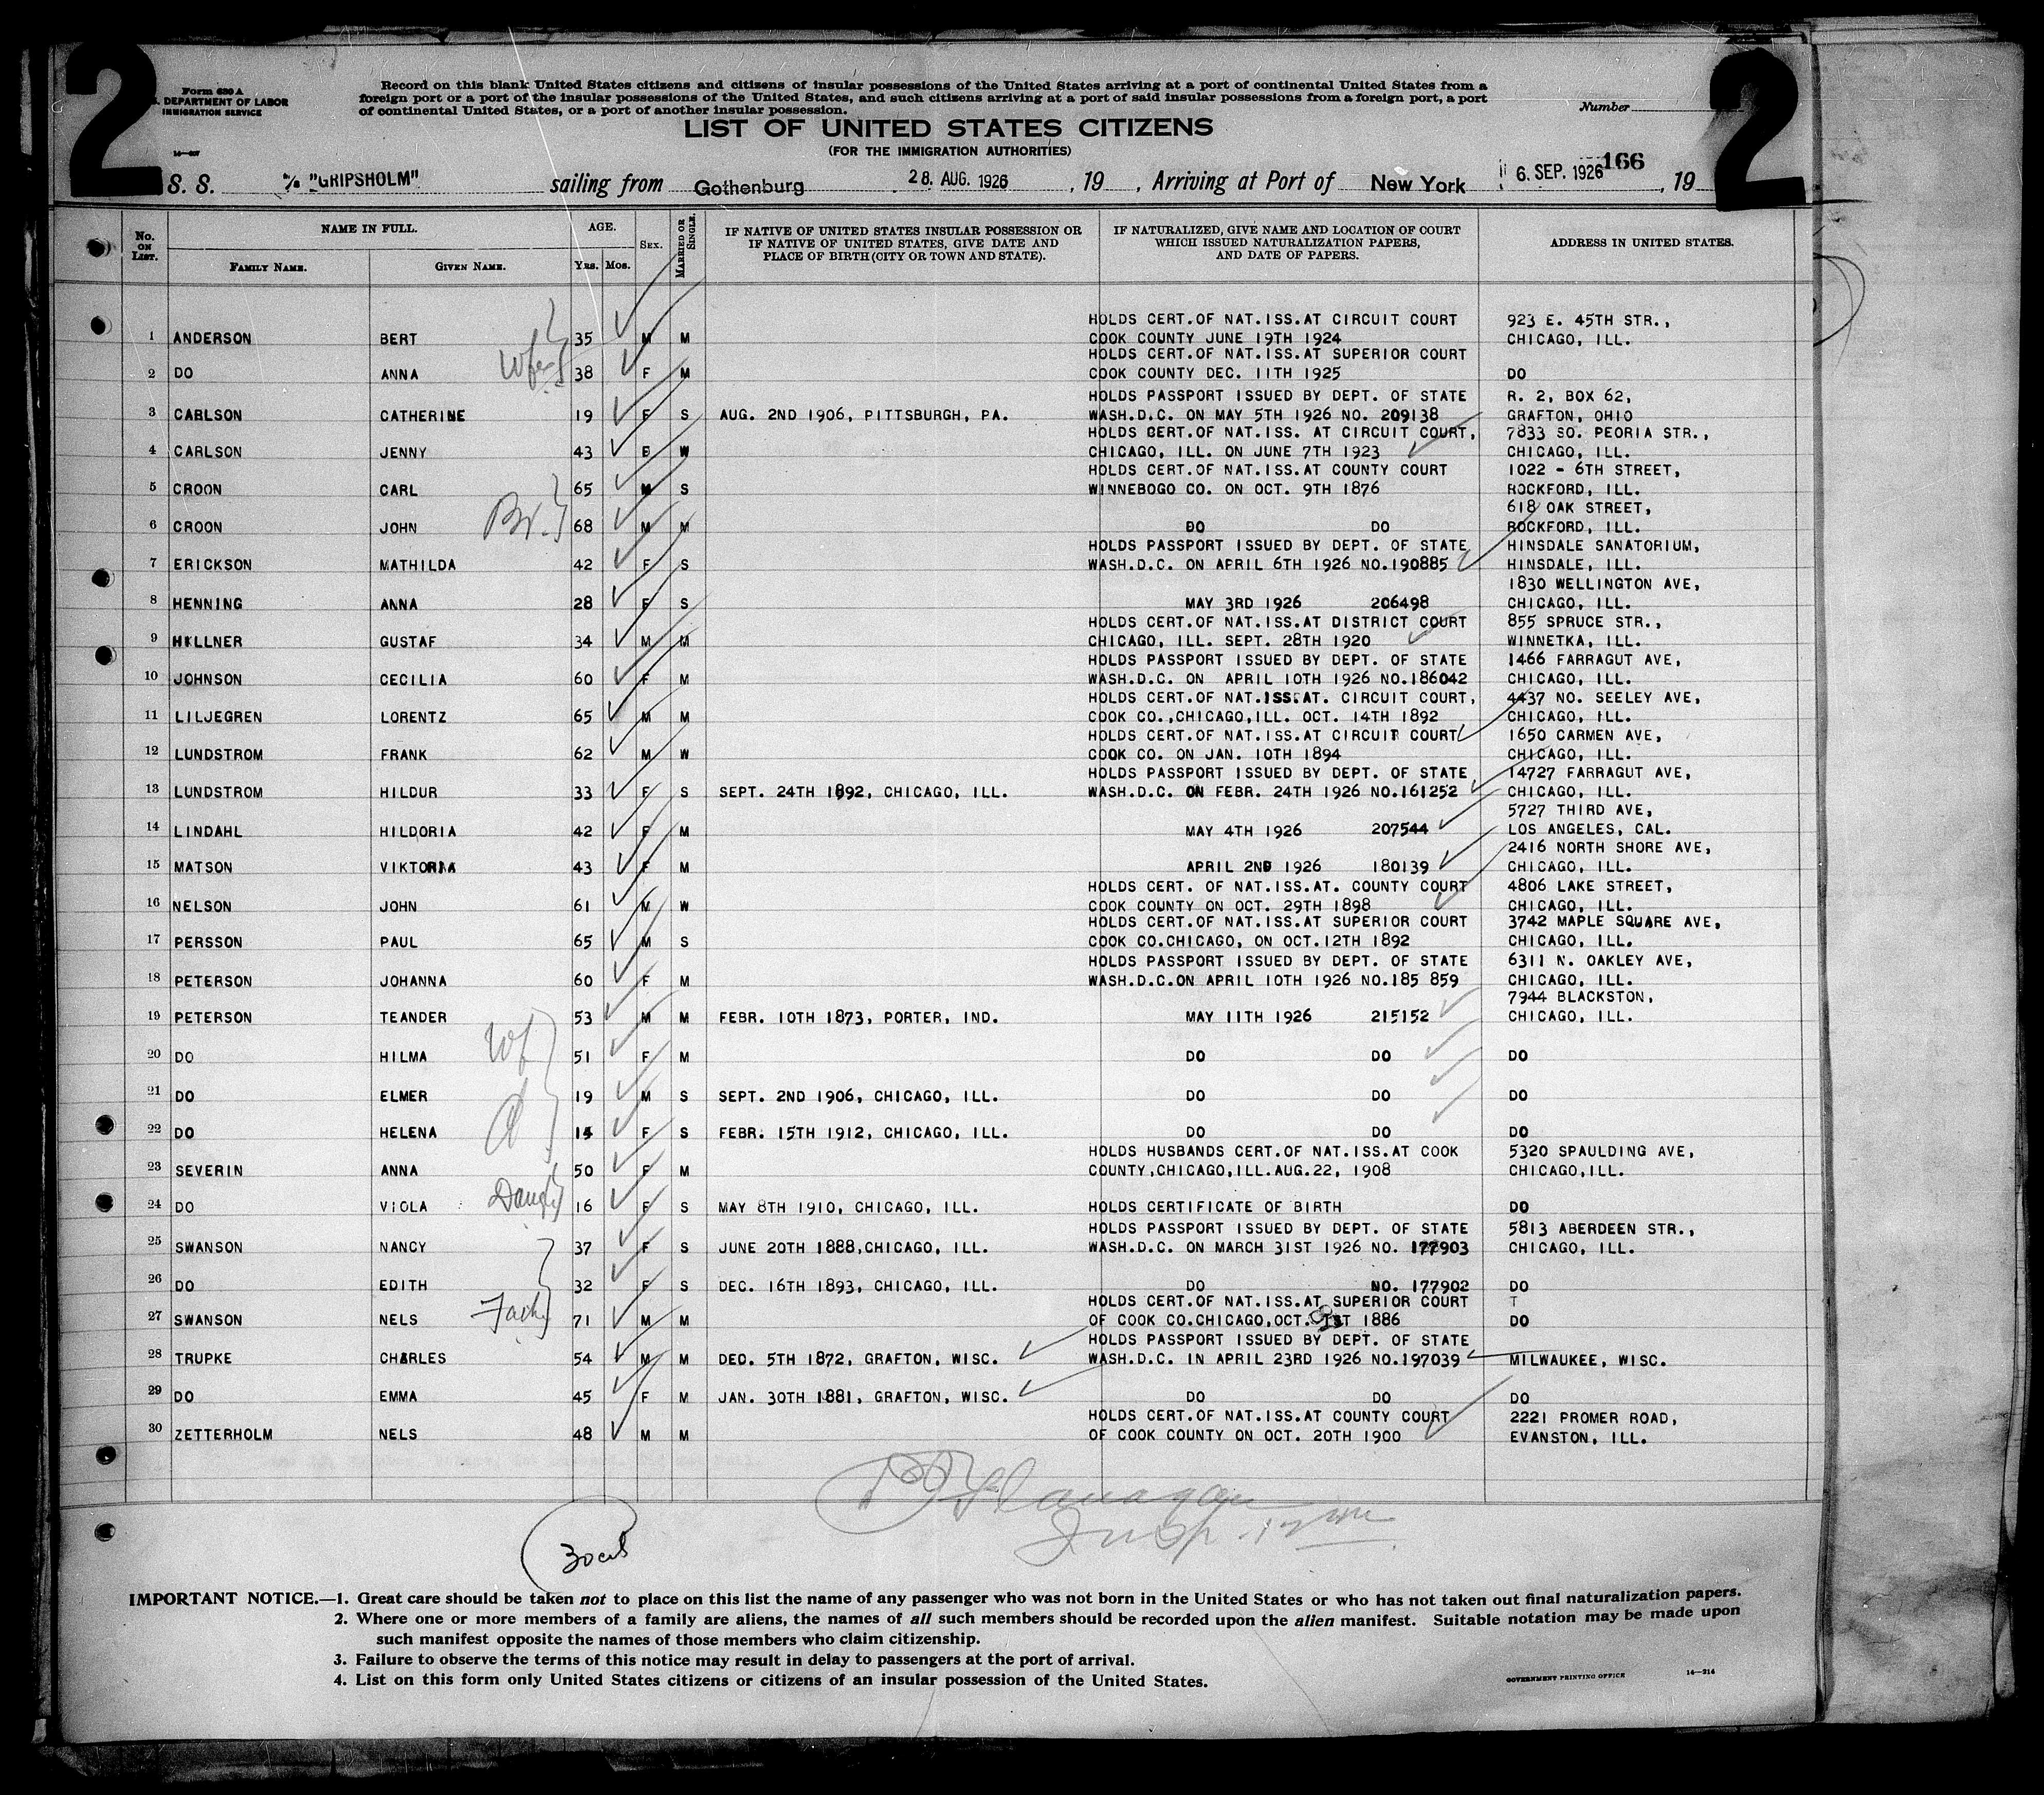 2
2
Form 630 A
U.S. DEPARTMENT OF LABOR
IMMIGRATION SERVICE
Record on this blank United States citizens and citizens of insular possessions of the United States arriving at a port of continental United States from a
foreign port or a port of the insular possessions of the United States, and such citizens arriving at a port of said insular possessions from a foreign port, a port
of continental United States, or a port of another insular possession.
Number
LIST OF UNITED STATES CITIZENS
(FOR THE IMMIGRATION AUTHORITIES)
166
S. S. M/S "GRIPSHOLM" sailing from Gothenburg 28. AUG. 1926, 19 , Arriving at Port of New York 6. SEP. 1926, 19
No. ON LIST. NAME IN FULL. FAMILY NAME. GIVEN NAME. AGE. YRS. MOS. SEX. MARRIED OR SINGLE. IF NATIVE OF UNITED STATES INSULAR POSSESSION OR IF NATIVE OF UNITED STATES, GIVE DATE AND PLACE OF BIRTH (CITY OR TOWN AND STATE). IF NATURALIZED, GIVE NAME AND LOCATION OF COURT WHICH ISSUED NATURALIZATION PAPERS, AND DATE OF PAPERS. ADDRESS IN UNITED STATES.
HOLDS CERT.OF NAT.ISS.AT CIRCUIT COURT 923 E. 45TH STR.,
1 ANDERSON BERT 35 M M COOK COUNTY JUNE 19TH 1924 CHICAGO, ILL.
HOLDS CERT.OF NAT.ISS.AT SUPERIOR COURT
2 DO ANNA Wife 38 F M COOK COUNTY DEC. 11TH 1925 DO
HOLDS PASSPORT ISSUED BY DEPT. OF STATE R. 2, BOX 62,
3 CARLSON CATHERINE 19 F S AUG. 2ND 1906, PITTSBURGH, PA. WASH.D.C. ON MAY 5TH 1926 NO. 209138 GRAFTON, OHIO
HOLDS CERT.OF NAT.ISS. AT CIRCUIT COURT, 7833 SO. PEORIA STR.,
4 CARLSON JENNY 43 F W CHICAGO, ILL. ON JUNE 7TH 1923 CHICAGO, ILL.
HOLDS CERT.OF NAT.ISS.AT COUNTY COURT 1022 - 6TH STREET,
5 CROON CARL 65 M S WINNEBOGO CO. ON OCT. 9TH 1876 ROCKFORD, ILL.
618 OAK STREET,
6 CROON JOHN Br. 68 M M DO DO ROCKFORD, ILL.
HOLDS PASSPORT ISSUED BY DEPT. OF STATE HINSDALE SANATORIUM,
7 ERICKSON MATHILDA 42 F S WASH.D.C. ON APRIL 6TH 1926 NO.190885 HINSDALE, ILL.
1830 WELLINGTON AVE,
8 HENNING ANNA 28 F S MAY 3RD 1926 206498 CHICAGO, ILL.
HOLDS CERT.OF NAT.ISS.AT DISTRICT COURT 855 SPRUCE STR.,
9 HILLNER GUSTAF 34 M M CHICAGO, ILL. SEPT. 28TH 1920 WINNETKA, ILL.
HOLDS PASSPORT ISSUED BY DEPT. OF STATE 1466 FARRAGUT AVE,
10 JOHNSON CECILIA 60 F M WASH.D.C. ON APRIL 10TH 1926 NO.186042 CHICAGO, ILL.
HOLDS CERT.OF NAT.ISS.AT. CIRCUIT COURT, 4437 NO. SEELEY AVE,
11 LILJEGREN LORENTZ 65 M M COOK CO.,CHICAGO,ILL. OCT. 14TH 1892 CHICAGO, ILL.
HOLDS CERT.OF NAT.ISS.AT CIRCUIT COURT 1650 CARMEN AVE,
12 LUNDSTROM FRANK 62 M W COOK CO. ON JAN. 10TH 1894 CHICAGO, ILL.
HOLDS PASSPORT ISSUED BY DEPT. OF STATE 14727 FARRAGUT AVE,
13 LUNDSTROM HILDUR 33 F S SEPT. 24TH 1892, CHICAGO, ILL. WASH.D.C. ON FEBR. 24TH 1926 NO.161252 CHICAGO, ILL.
5727 THIRD AVE,
14 LINDAHL HILDORIA 42 F M MAY 4TH 1926 207544 LOS ANGELES, CAL.
2416 NORTH SHORE AVE,
15 MATSON VIKTORIA 43 F M APRIL 2ND 1926 180139 CHICAGO, ILL.
HOLDS CERT. OF NAT.ISS.AT. COUNTY COURT 4806 LAKE STREET,
16 NELSON JOHN 61 M W COOK COUNTY ON OCT. 29TH 1898 CHICAGO, ILL.
HOLDS CERT.OF NAT.ISS.AT SUPERIOR COURT 3742 MAPLE SQUARE AVE,
17 PERSSON PAUL 65 M S COOK CO.CHICAGO, ON OCT.12TH 1892 CHICAGO, ILL.
HOLDS PASSPORT ISSUED BY DEPT. OF STATE 6311 N. OAKLEY AVE,
18 PETERSON JOHANNA 60 F M WASH.D.C.ON APRIL 10TH 1926 NO.185 859 CHICAGO, ILL.
7944 BLACKSTON,
19 PETERSON TEANDER 53 M M FEBR. 10TH 1873, PORTER, IND. MAY 11TH 1926 215152 CHICAGO, ILL.
20 DO HILMA Wf 51 F M DO DO DO
21 DO ELMER 19 M S SEPT. 2ND 1906, CHICAGO, ILL. DO DO DO
22 DO HELENA 14 F S FEBR. 15TH 1912, CHICAGO, ILL. DO DO DO
HOLDS HUSBANDS CERT.OF NAT.ISS.AT COOK 5320 SPAULDING AVE,
23 SEVERIN ANNA 50 F M COUNTY,CHICAGO,ILL.AUG.22, 1908 CHICAGO,ILL.
24 DO VIOLA Daugh 16 F S MAY 8TH 1910, CHICAGO, ILL. HOLDS CERTIFICATE OF BIRTH DO
HOLDS PASSPORT ISSUED BY DEPT. OF STATE 5813 ABERDEEN STR.,
25 SWANSON NANCY 37 F S JUNE 20TH 1888,CHICAGO, ILL. WASH.D.C. ON MARCH 31ST 1926 NO. 177903 CHICAGO, ILL.
26 DO EDITH 32 F S DEC. 16TH 1893, CHICAGO, ILL. DO NO. 177902 DO
HOLDS CERT.OF NAT.ISS.AT SUPERIOR COURT T
27 SWANSON NELS Fath 71 M M OF COOK CO.CHICAGO,OCT. 1886 DO
HOLDS PASSPORT ISSUED BY DEPT. OF STATE
28 TRUPKE CHARLES 54 M M DEC. 5TH 1872, GRAFTON, WISC. WASH.D.C. IN APRIL 23RD 1926 NO.197039 MILWAUKEE, WISC.
29 DO EMMA 45 F M JAN. 30TH 1881, GRAFTON, WISC. DO DO DO
HOLDS CERT.OF NAT.ISS.AT COUNTY COURT 2221 PROMER ROAD,
30 ZETTERHOLM NELS 48 M M OF COOK COUNTY ON OCT. 20TH 1900 EVANSTON, ILL.
Flanagan
Insp.
IMPORTANT NOTICE.—1. Great care should be taken not to place on this list the name of any passenger who was not born in the United States or who has not taken out final naturalization papers.
2. Where one or more members of a family are aliens, the names of all such members should be recorded upon the alien manifest. Suitable notation may be made upon
such manifest opposite the names of those members who claim citizenship.
3. Failure to observe the terms of this notice may result in delay to passengers at the port of arrival.
4. List on this form only United States citizens or citizens of an insular possession of the United States.
GOVERNMENT PRINTING OFFICE 14—214